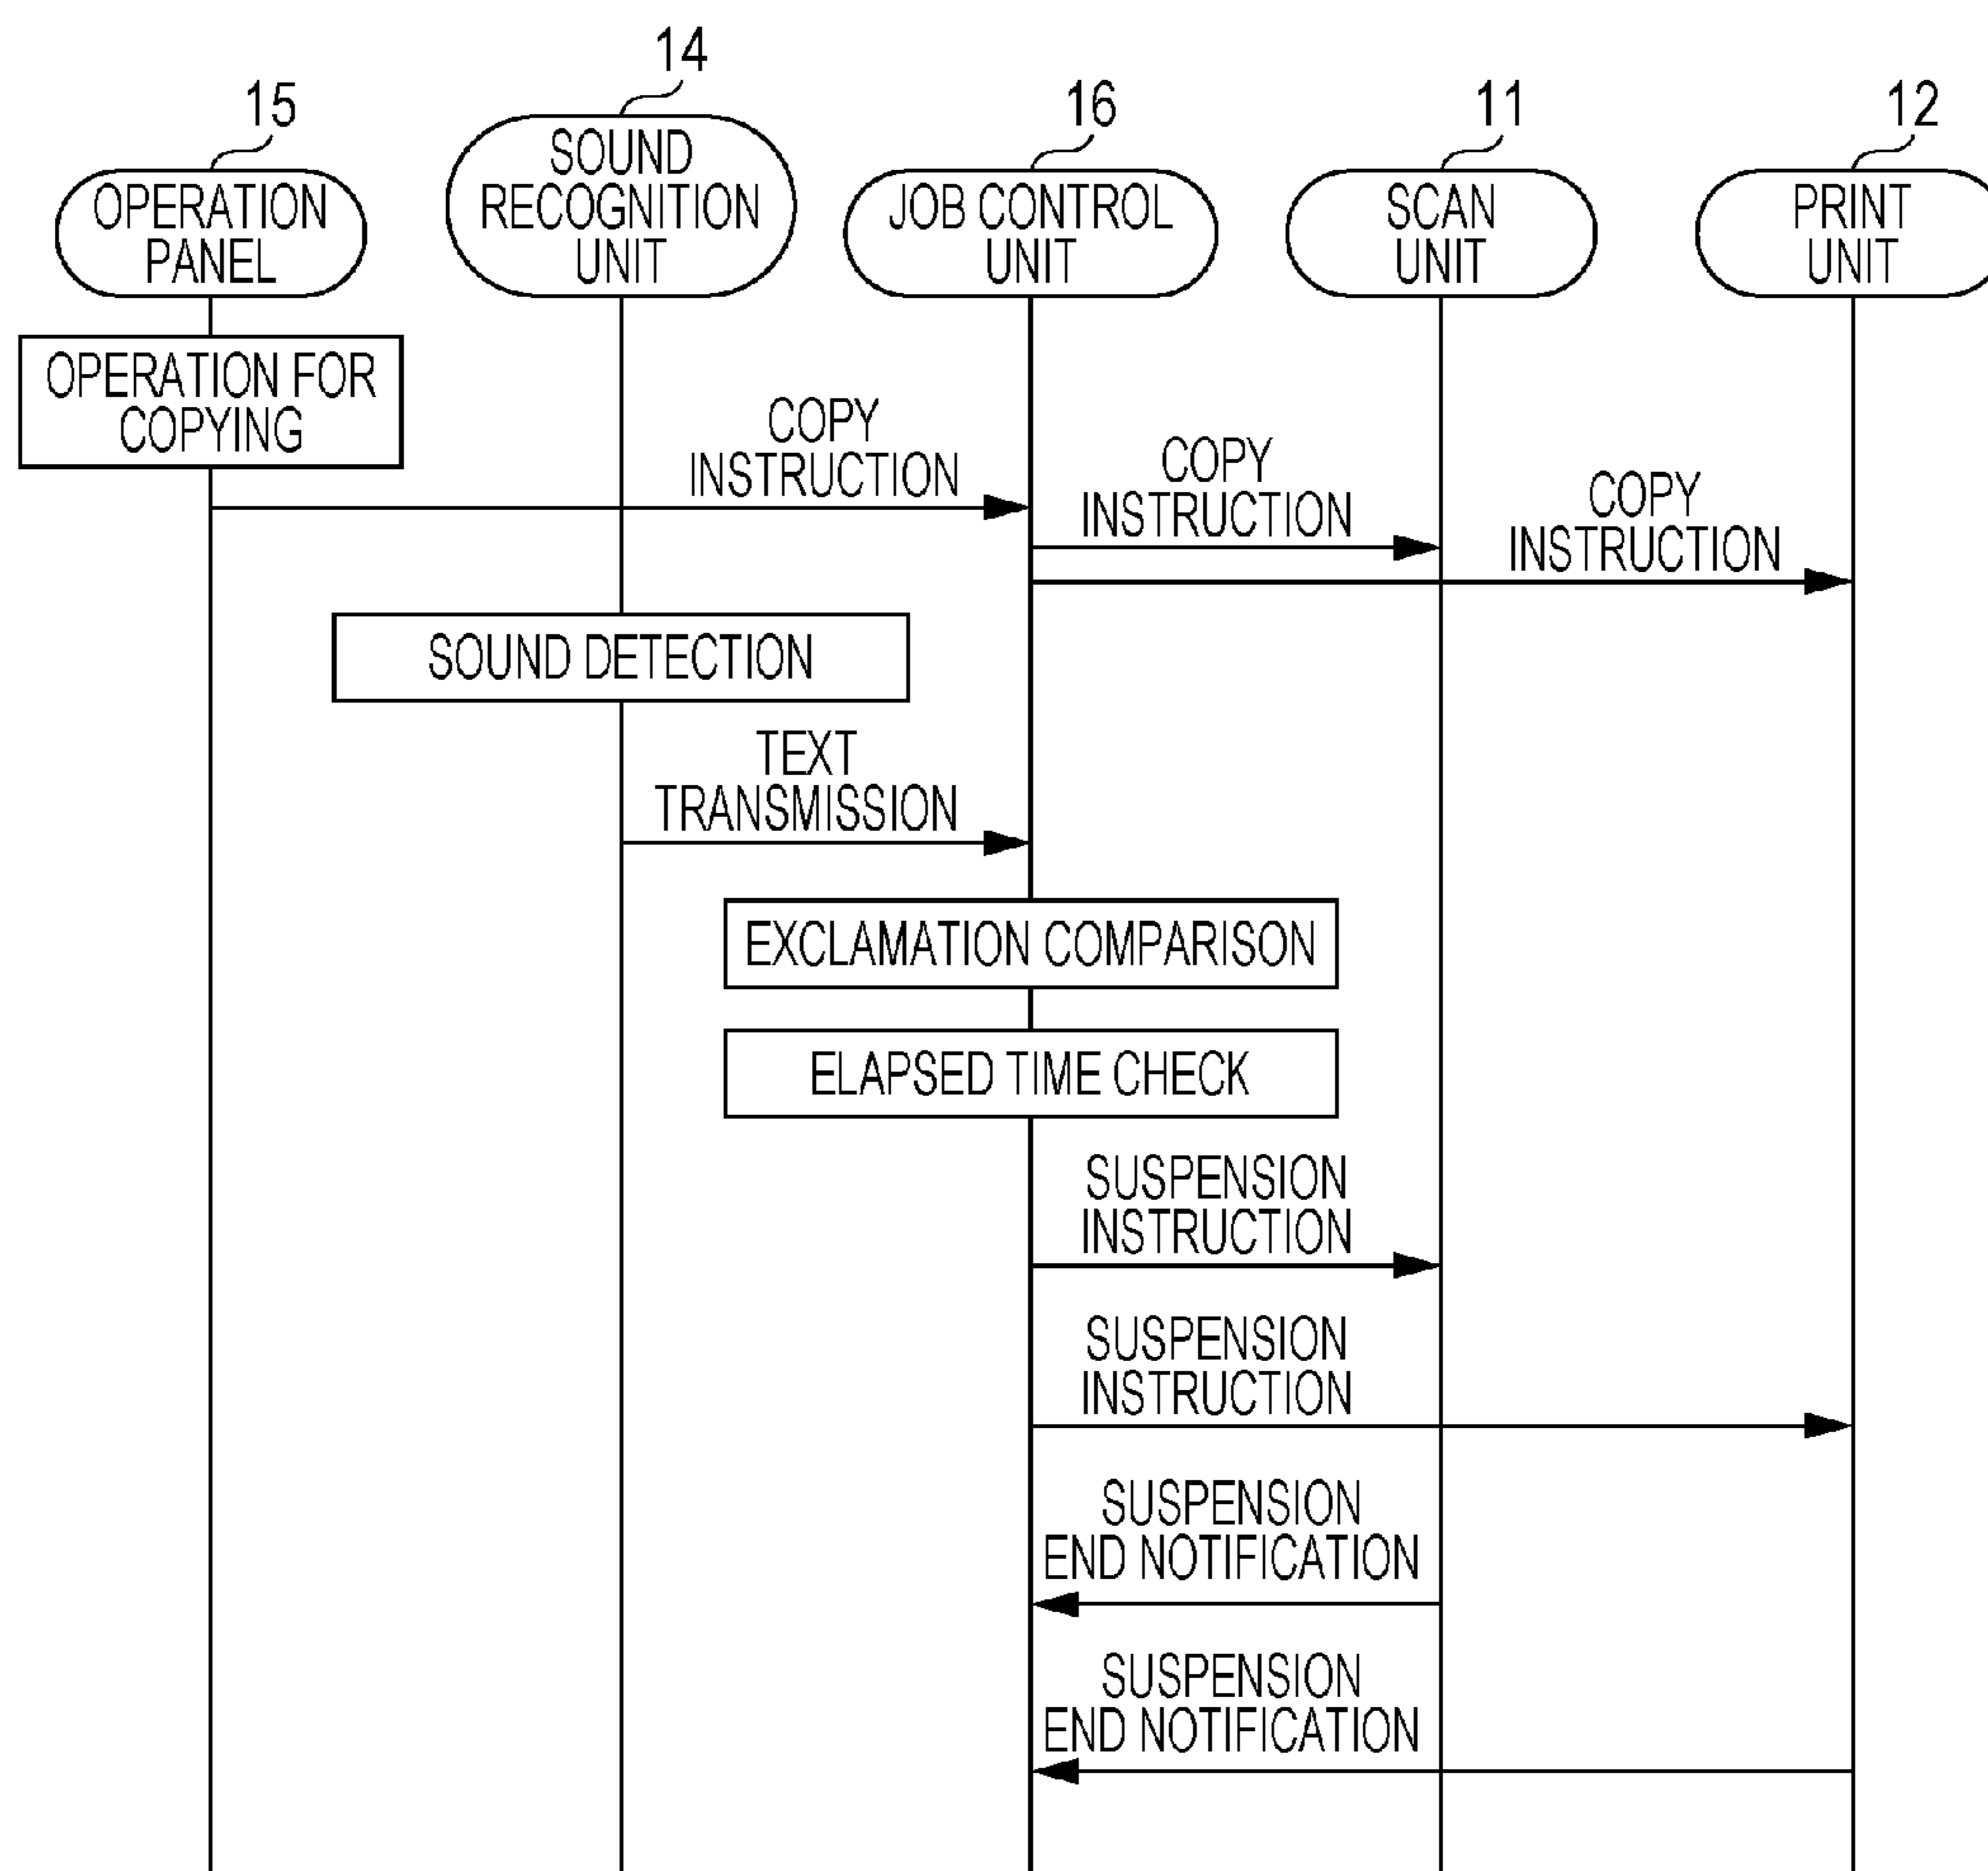 14
15
16
11
12
SOUND
RECOGNITION
UNIT
OPERATION
PANEL
JOB CONTROL
UNIT
SCAN
UNIT
PRINT
UNIT
OPERATION FOR
COPYING
COPY
INSTRUCTION
COPY
INSTRUCTION
COPY
INSTRUCTION
SOUND DETECTION
TEXT
TRANSMISSION
EXCLAMATION COMPARISON
ELAPSED TIME CHECK
SUSPENSION
INSTRUCTION
SUSPENSION
INSTRUCTION
SUSPENSION
END NOTIFICATION
SUSPENSION
END NOTIFICATION